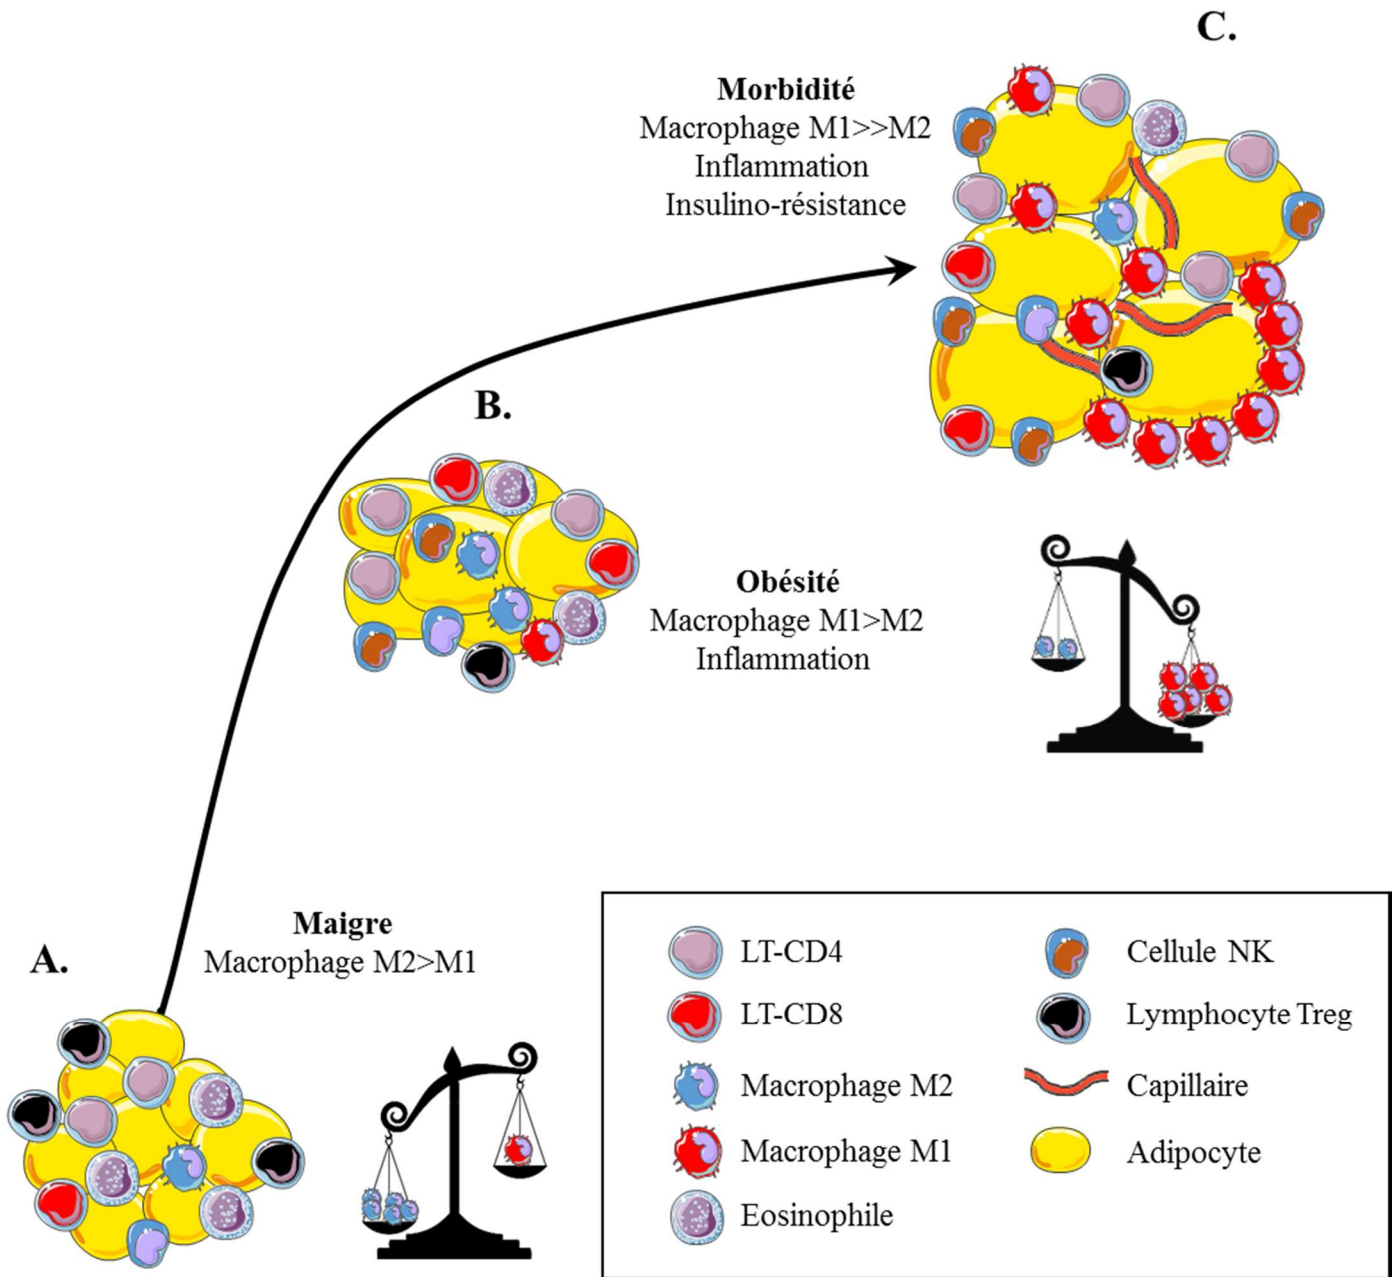 C.
Morbidité
Macrophage M1>>M2
Inflammation
Insulino-résistance
B.
Obésité
Macrophage M1>M2
Inflammation
A.
Maigre
Macrophage M2>M1
LT-CD4
LT-CD8
Macrophage M2
Macrophage M1
Eosinophile
Cellule NK
Lymphocyte Treg
Capillaire
Adipocyte